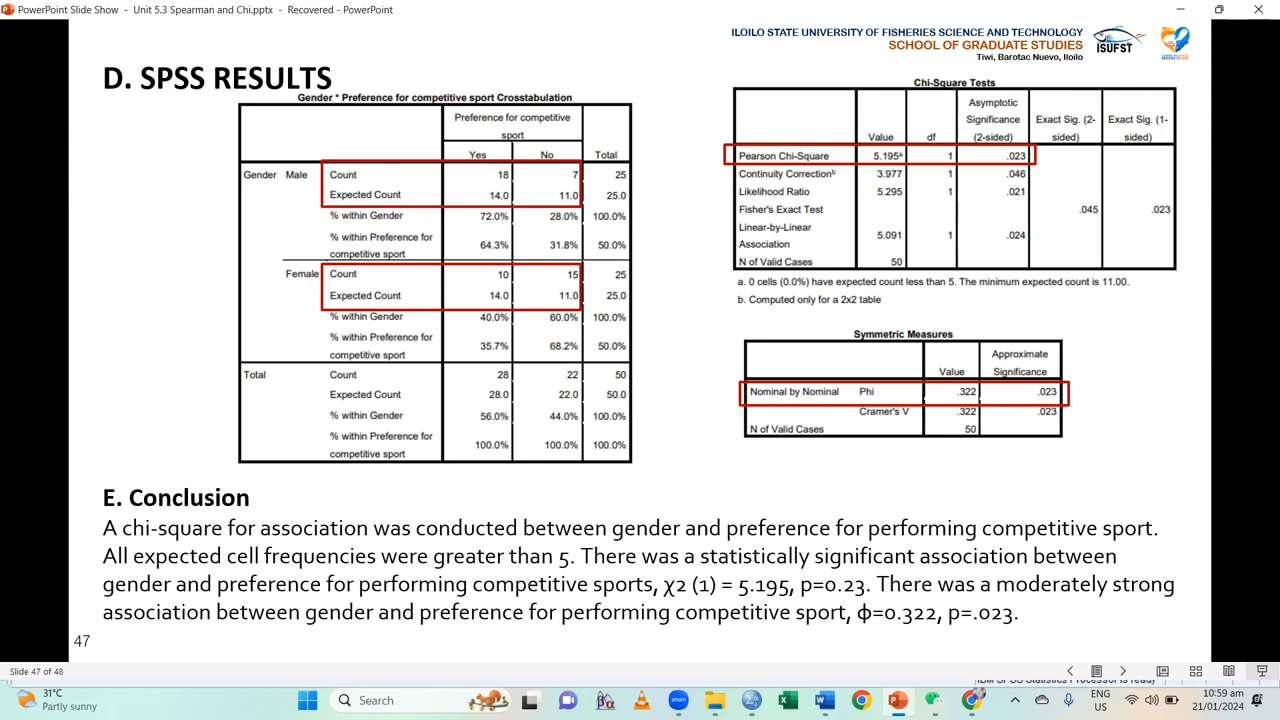 PowerPoint Slide Show - Unit 5.3 Spearman and Chi.pptx - Recovered - PowerPoint
ILOILO STATE UNIVERSITY OF FISHERIES SCIENCE AND TECHNOLOGY
SCHOOL OF GRADUATE STUDIES
Tiwi, Barotac Nuevo, Iloilo
ISUFST
D. SPSS RESULTS
Gender * Preference for competitive sport Crosstabulation
Preference for competitive
sport
Yes No Total
Gender Male Count 18 7 25
Expected Count 14.0 11.0 25.0
% within Gender 72.0% 28.0% 100.0%
% within Preference for
competitive sport 64.3% 31.8% 50.0%
Female Count 10 15 25
Expected Count 14.0 11.0 25.0
% within Gender 40.0% 60.0% 100.0%
% within Preference for
competitive sport 35.7% 68.2% 50.0%
Total Count 28 22 50
Expected Count 28.0 22.0 50.0
% within Gender 56.0% 44.0% 100.0%
% within Preference for
competitive sport 100.0% 100.0% 100.0%
Chi-Square Tests
Asymptotic
Significance Exact Sig. (2- Exact Sig. (1-
Value df (2-sided) sided) sided)
Pearson Chi-Square 5.195ª 1 .023
Continuity Correctionᵇ 3.977 1 .046
Likelihood Ratio 5.295 1 .021
Fisher's Exact Test .045 .023
Linear-by-Linear
Association 5.091 1 .024
N of Valid Cases 50
a. 0 cells (0.0%) have expected count less than 5. The minimum expected count is 11.00.
b. Computed only for a 2x2 table
Symmetric Measures
Approximate
Value Significance
Nominal by Nominal Phi .322 .023
Cramer's V .322 .023
N of Valid Cases 50
E. Conclusion
A chi-square for association was conducted between gender and preference for performing competitive sport.
All expected cell frequencies were greater than 5. There was a statistically significant association between
gender and preference for performing competitive sports, χ2 (1) = 5.195, p=0.23. There was a moderately strong
association between gender and preference for performing competitive sport, ϕ=0.322, p=.023.
47
Slide 47 of 48
31°C
Partly sunny
Search
zoom
ENG
US
10:59 am
21/01/2024